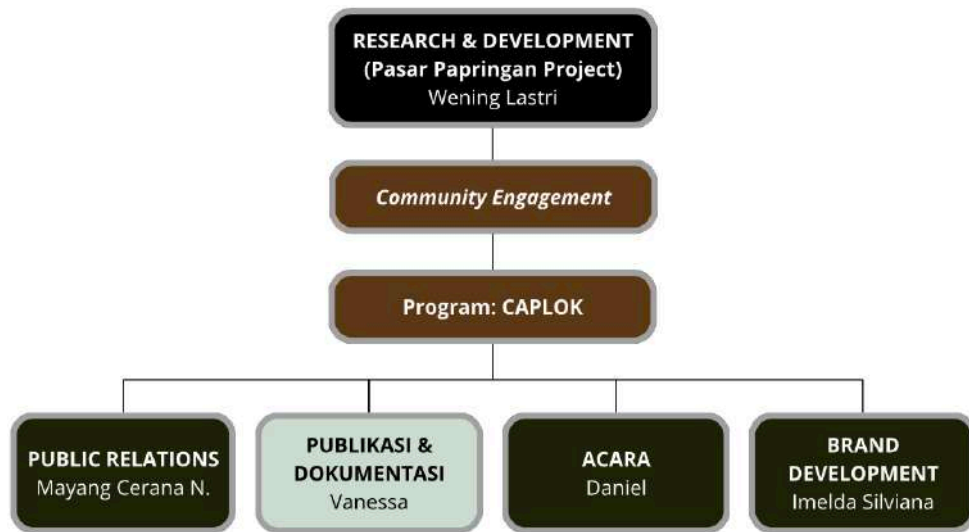 RESEARCH & DEVELOPMENT
(Pasar Papringan Project)
Wening Lastri
Community Engagement
Program: CAPLOK
PUBLIC RELATIONS
Mayang Cerana N.
PUBLIKASI &
DOKUMENTASI
Vanessa
ACARA
Daniel
BRAND
DEVELOPMENT
Imelda Silviana